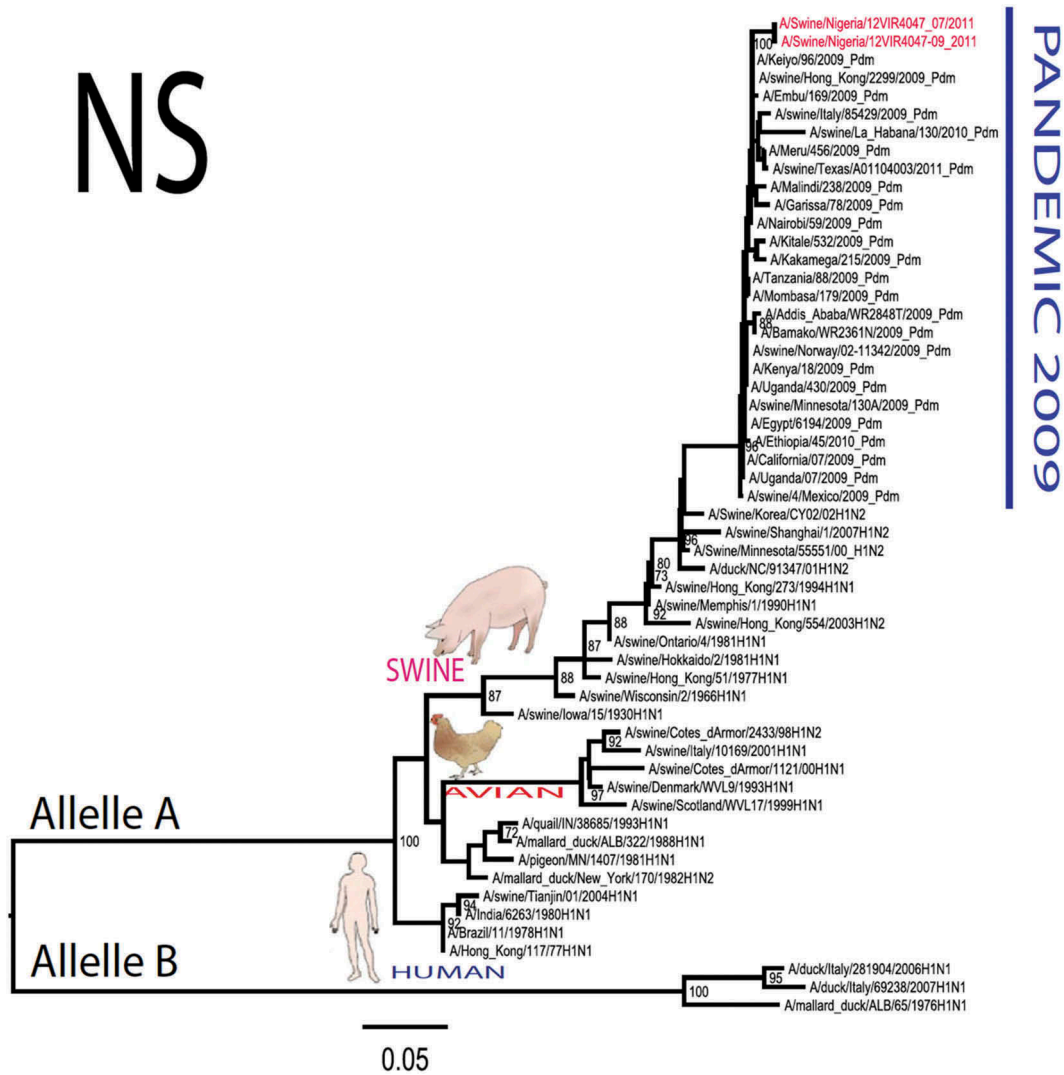 NS
A/Swine/Nigeria/12VIR4047_07/2011
100
A/Swine/Nigeria/12VIR4047-09_2011
A/Keiyo/96/2009_Pdm
A/swine/Hong_Kong/2299/2009_Pdm
A/Embu/169/2009_Pdm
A/swine/Italy/85429/2009_Pdm
A/swine/La_Habana/130/2010_Pdm
A/Meru/456/2009_Pdm
A/swine/Texas/A01104003/2011_Pdm
A/Malindi/238/2009_Pdm
A/Garissa/78/2009_Pdm
A/Nairobi/59/2009_Pdm
A/Kitale/532/2009_Pdm
A/Kakamega/215/2009_Pdm
A/Tanzania/88/2009_Pdm
A/Mombasa/179/2009_Pdm
A/Addis_Ababa/WR2848T/2009_Pdm
88
A/Bamako/WR2361N/2009_Pdm
A/swine/Norway/02-11342/2009_Pdm
A/Kenya/18/2009_Pdm
A/Uganda/430/2009_Pdm
A/swine/Minnesota/130A/2009_Pdm
A/Egypt/6194/2009_Pdm
96
A/Ethiopia/45/2010_Pdm
A/California/07/2009_Pdm
A/Uganda/07/2009_Pdm
A/swine/4/Mexico/2009_Pdm
PANDEMIC 2009
A/Swine/Korea/CY02/02H1N2
A/swine/Shanghai/1/2007H1N2
96
A/Swine/Minnesota/55551/00_H1N2
80
A/duck/NC/91347/01H1N2
73
A/swine/Hong_Kong/273/1994H1N1
A/swine/Memphis/1/1990H1N1
92
A/swine/Hong_Kong/554/2003H1N2
88
A/swine/Ontario/4/1981H1N1
87
A/swine/Hokkaido/2/1981H1N1
SWINE
88
A/swine/Hong_Kong/51/1977H1N1
87
A/swine/Wisconsin/2/1966H1N1
A/swine/Iowa/15/1930H1N1
A/swine/Cotes_dArmor/2433/98H1N2
92
A/swine/Italy/10169/2001H1N1
A/swine/Cotes_dArmor/1121/00H1N1
AVIAN
A/swine/Denmark/WVL9/1993H1N1
97
A/swine/Scotland/WVL17/1999H1N1
Allelle A
100
A/quail/IN/38685/1993H1N1
72
A/mallard_duck/ALB/322/1988H1N1
A/pigeon/MN/1407/1981H1N1
A/mallard_duck/New_York/170/1982H1N2
A/swine/Tianjin/01/2004H1N1
94
A/India/6263/1980H1N1
92
A/Brazil/11/1978H1N1
A/Hong_Kong/117/77H1N1
HUMAN
Allelle B
A/duck/Italy/281904/2006H1N1
95
A/duck/Italy/69238/2007H1N1
100
A/mallard_duck/ALB/65/1976H1N1
0.05